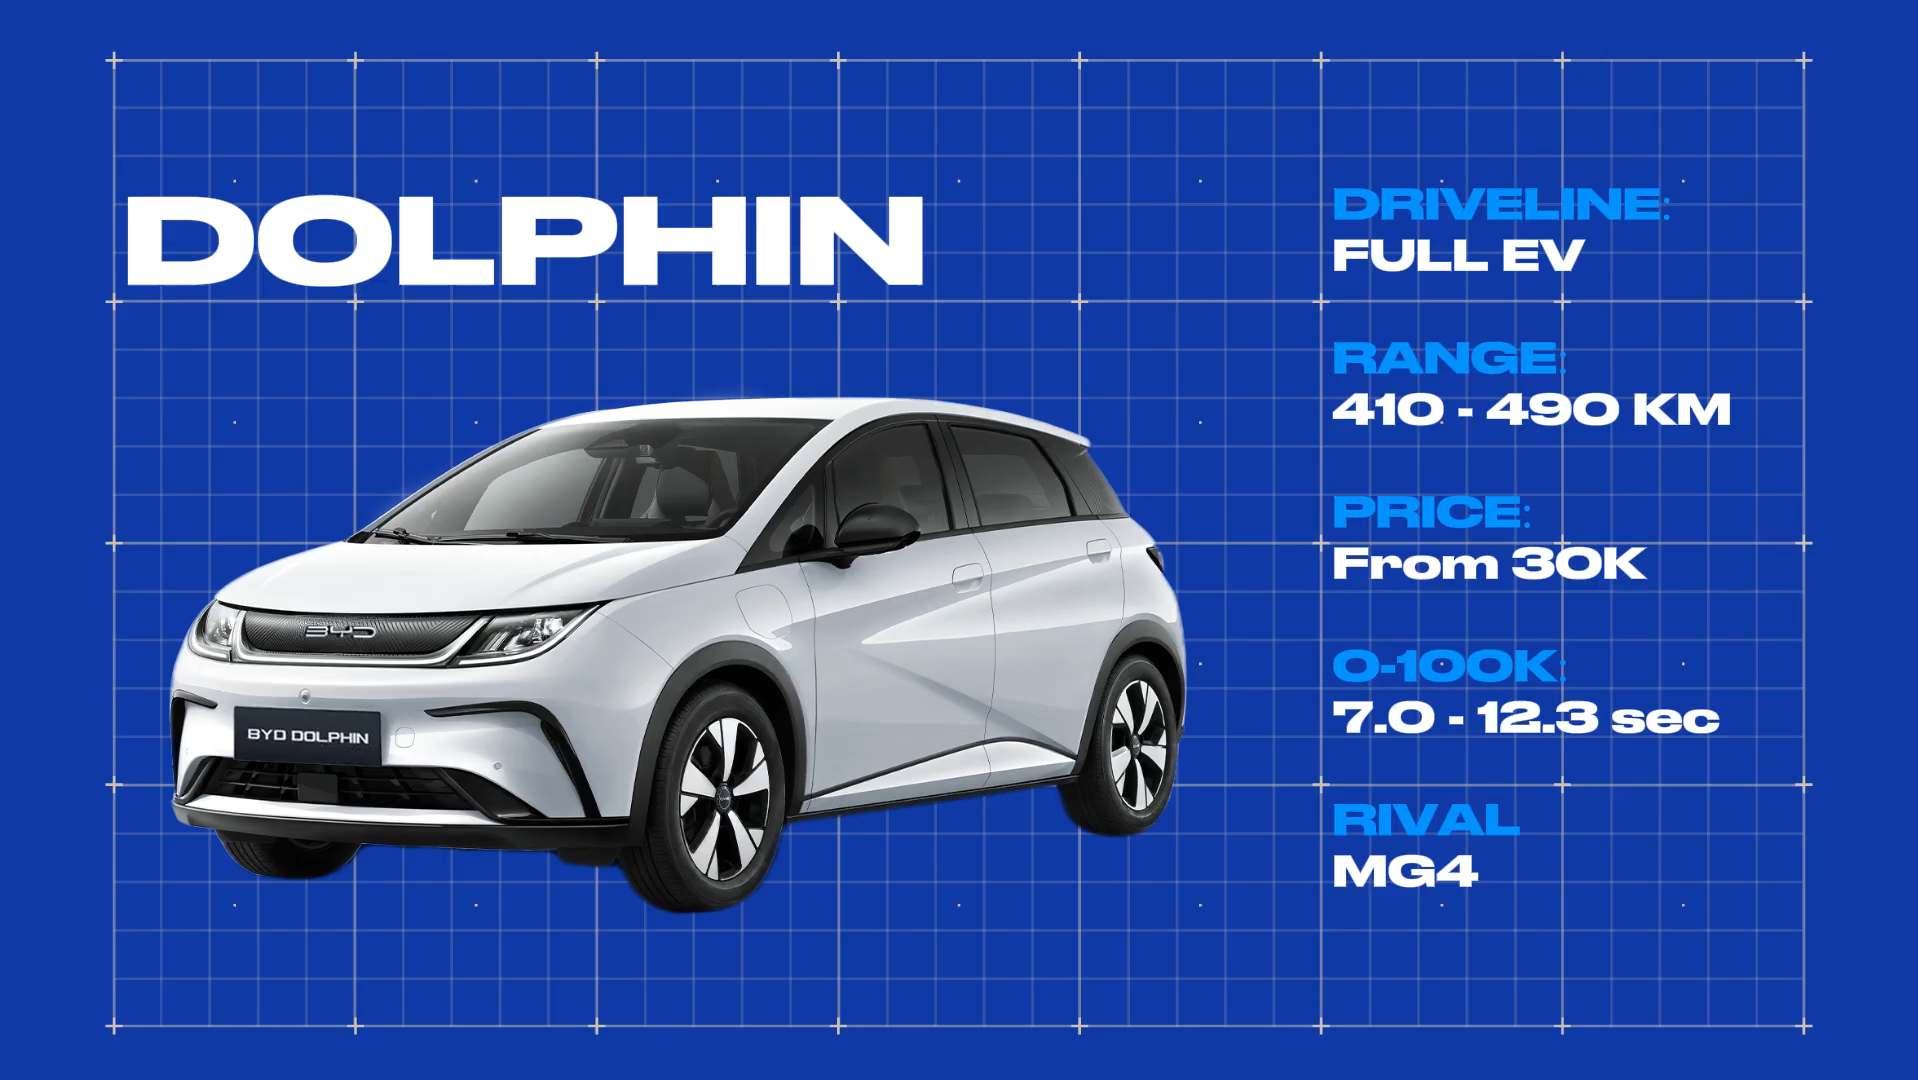 DOLPHIN
DRIVELINE:
FULL EV
RANGE:
410 - 490 KM
PRICE:
From 30K
0-100K:
7.0 - 12.3 sec
RIVAL
MG4
BYD
BYD DOLPHIN